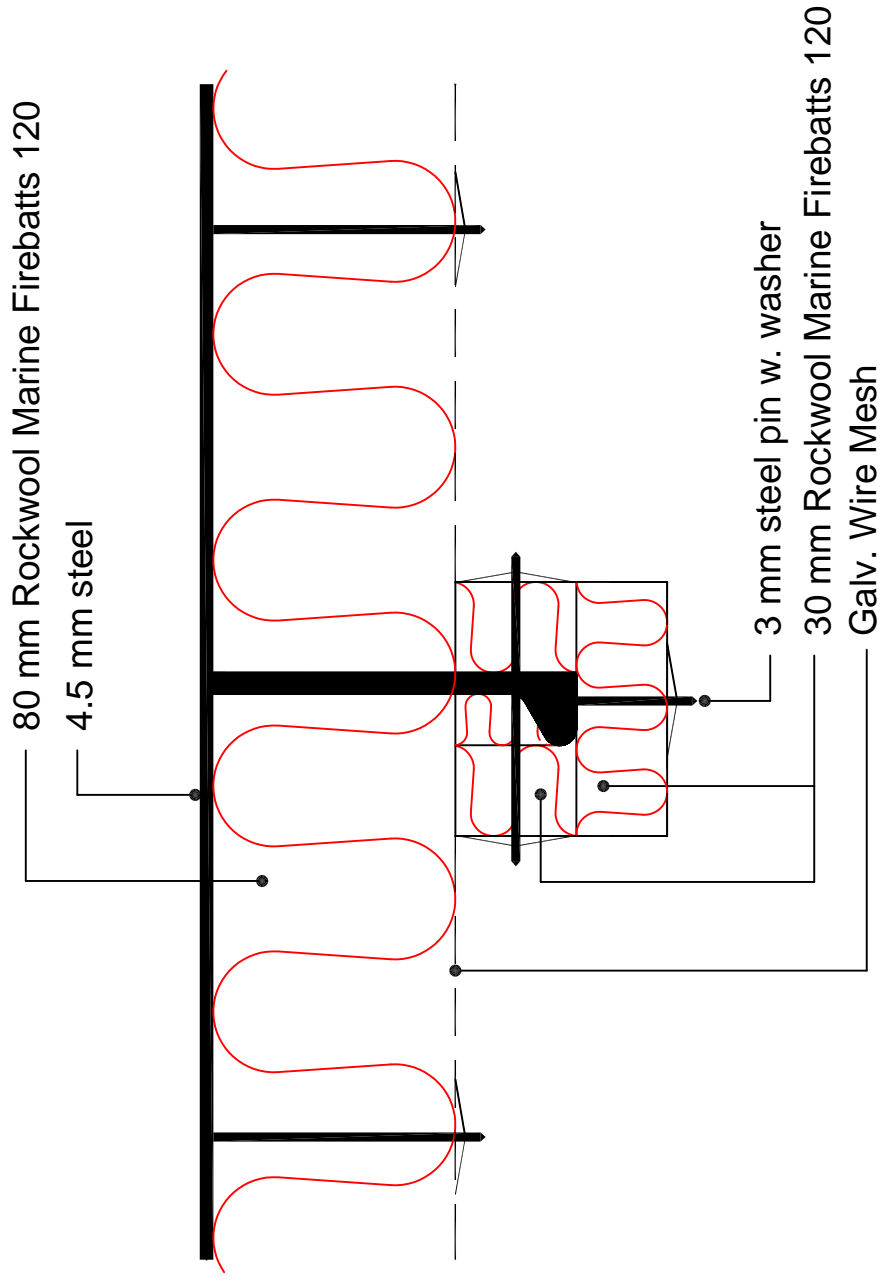 80 mm Rockwool Marine Firebatts 120
4.5 mm steel
3 mm steel pin w. washer
30 mm Rockwool Marine Firebatts 120
Galv. Wire Mesh